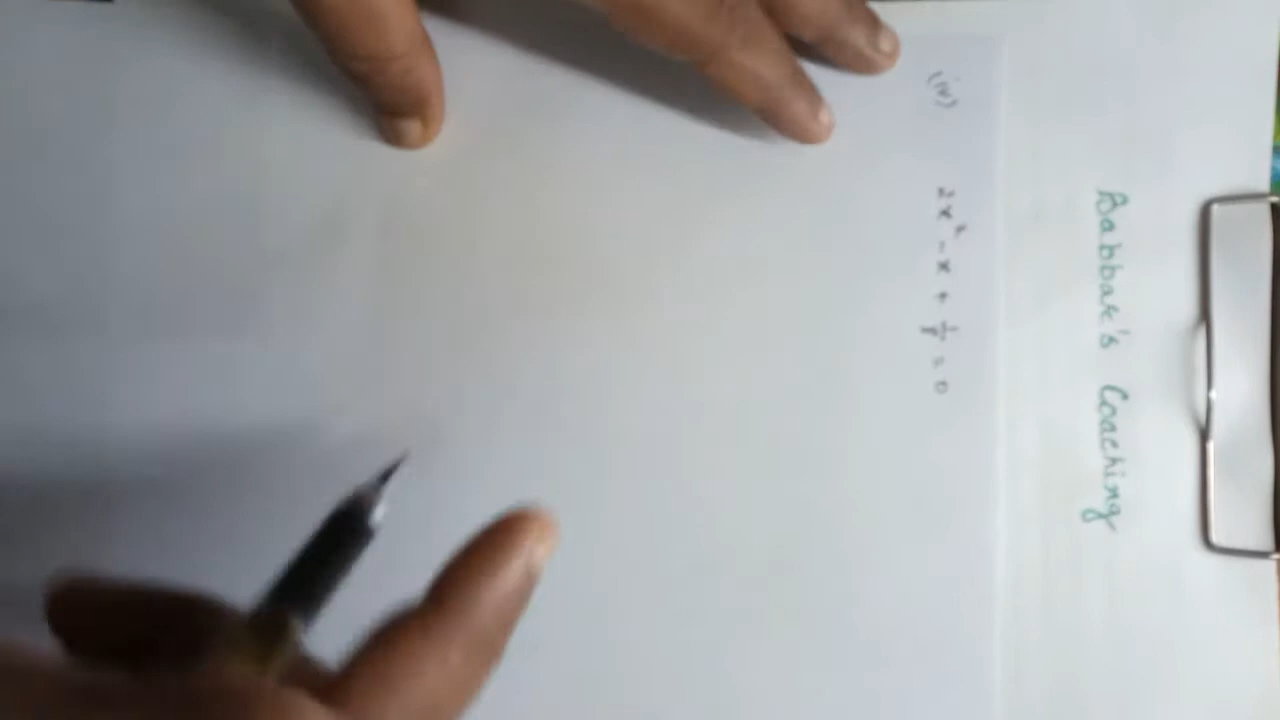 Babbar's Coaching
(iv) 2x² - x + 1/8 = 0